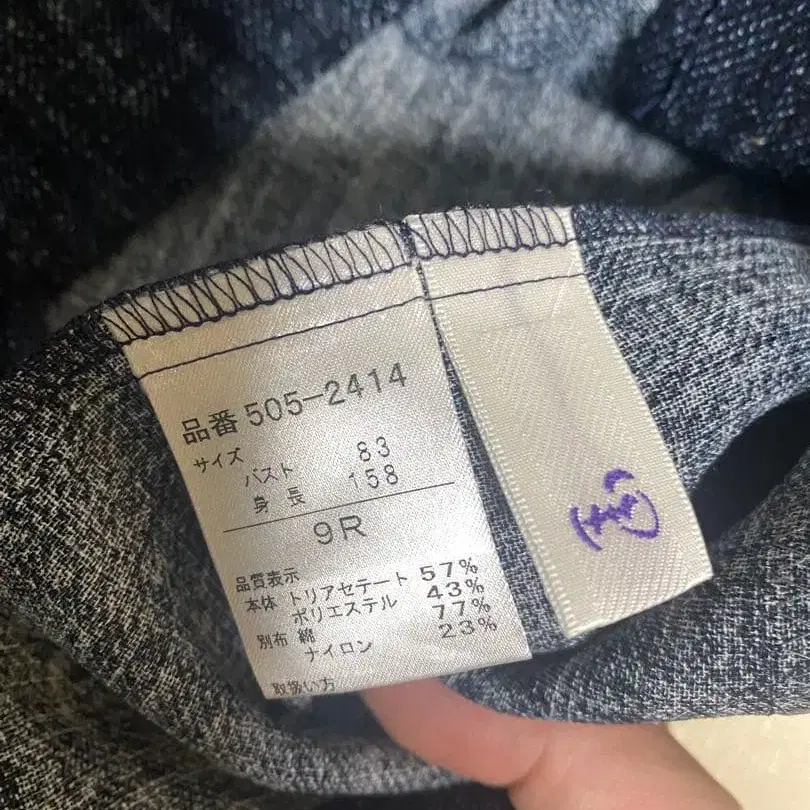 品番 505-2414
サイズ
バスト 83
身長 158
9R
品質表示
本体 トリアセテート 57%
ポリエステル 43%
別布 綿 77%
ナイロン 23%
取扱い方